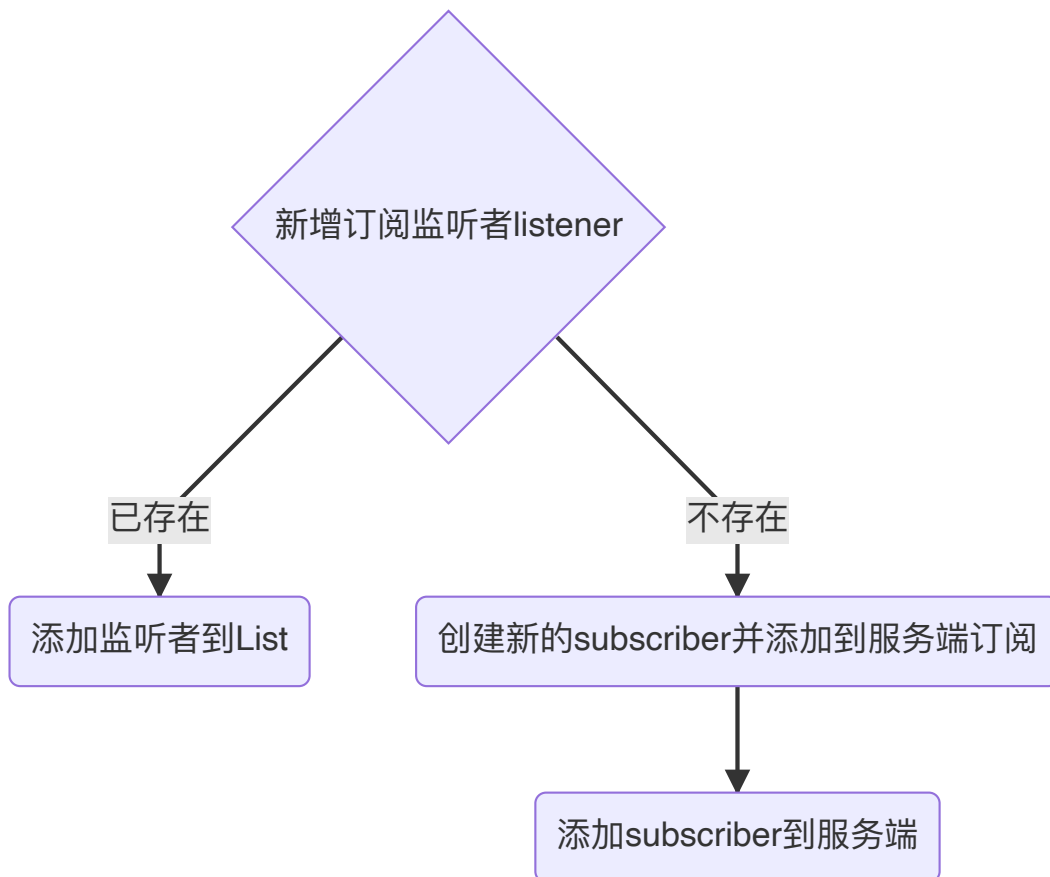 新增订阅监听者listener
已存在
不存在
添加监听者到List
创建新的subscriber并添加到服务端订阅
添加subscriber到服务端